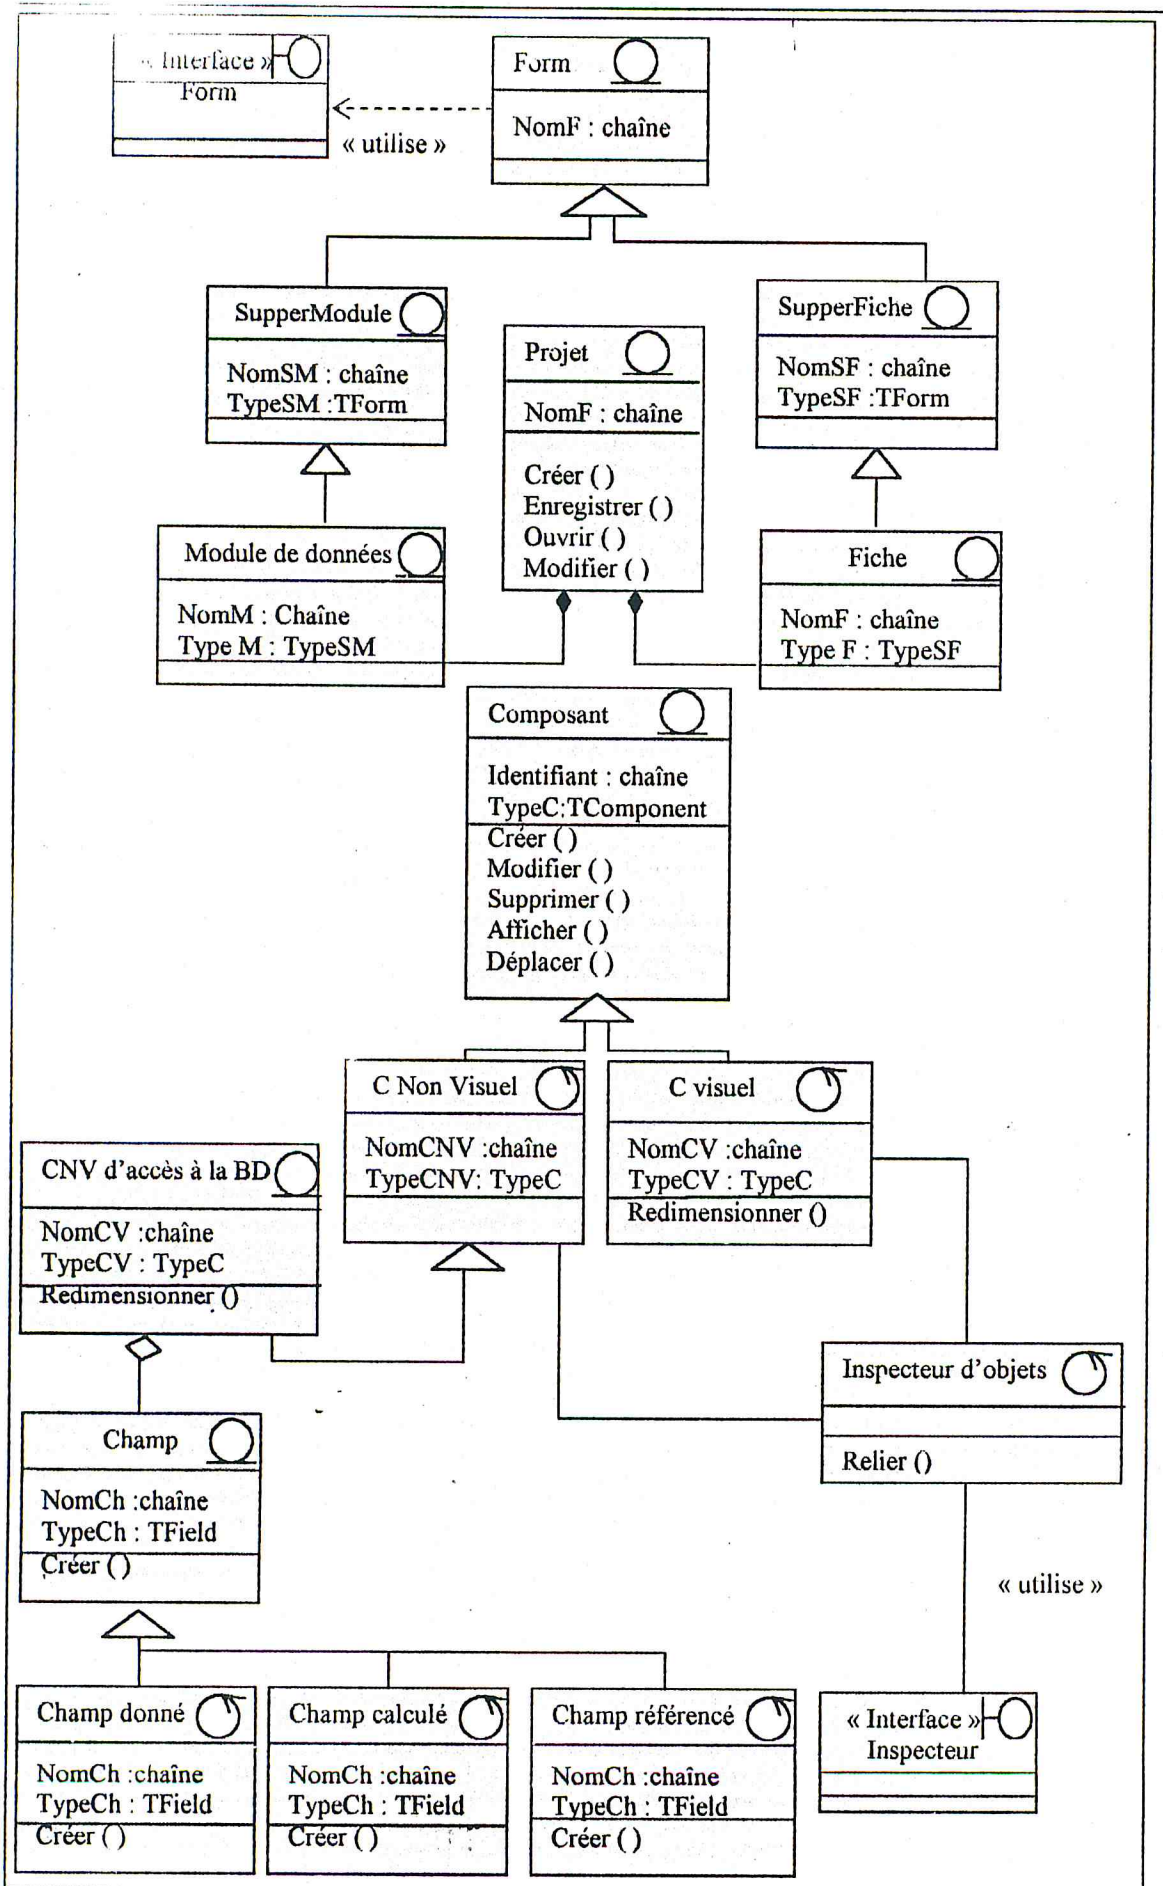 « Interface »
Form
Form
NomF : chaîne
« utilise »
SupperModule
NomSM : chaîne
TypeSM :TForm
Projet
NomF : chaîne
Créer ( )
Enregistrer ( )
Ouvrir ( )
Modifier ( )
SupperFiche
NomSF : chaîne
TypeSF :TForm
Module de données
NomM : Chaîne
Type M : TypeSM
Fiche
NomF : chaîne
Type F : TypeSF
Composant
Identifiant : chaîne
TypeC:TComponent
Créer ( )
Modifier ( )
Supprimer ( )
Afficher ( )
Déplacer ( )
C Non Visuel
NomCNV :chaîne
TypeCNV: TypeC
C visuel
NomCV :chaîne
TypeCV : TypeC
Redimensionner ()
CNV d'accès à la BD
NomCV :chaîne
TypeCV : TypeC
Redimensionner ()
Inspecteur d'objets
Relier ()
Champ
NomCh :chaîne
TypeCh : TField
Créer ( )
« utilise »
Champ donné
NomCh :chaîne
TypeCh : TField
Créer ( )
Champ calculé
NomCh :chaîne
TypeCh : TField
Créer ( )
Champ référencé
NomCh :chaîne
TypeCh : TField
Créer ( )
« Interface »
Inspecteur